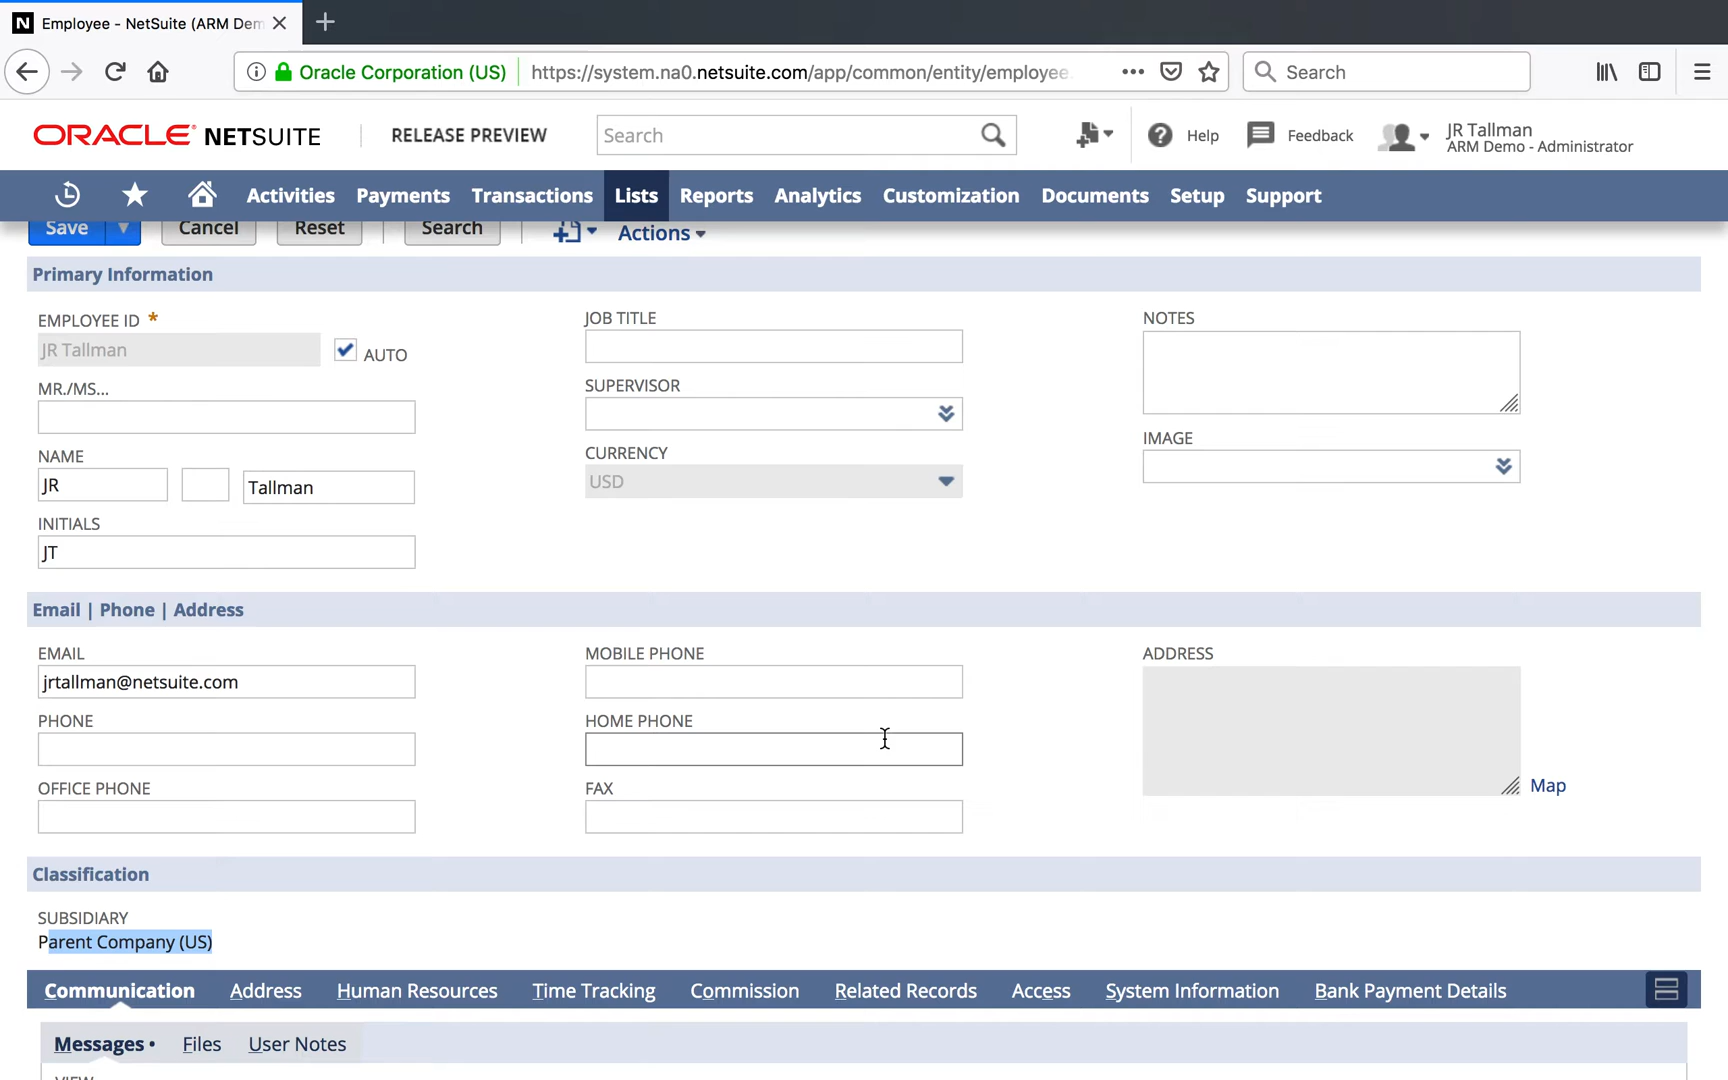 N Employee - NetSuite (ARM Dem
Oracle Corporation (US) https://system.na0.netsuite.com/app/common/entity/employee. Search
ORACLE NETSUITE RELEASE PREVIEW Search Help Feedback JR Tallman
ARM Demo - Administrator
Activities Payments Transactions Lists Reports Analytics Customization Documents Setup Support
Save Cancel Reset Search Actions
Primary Information
EMPLOYEE ID * JOB TITLE NOTES
JR Tallman AUTO
MR./MS... SUPERVISOR
IMAGE
NAME CURRENCY
JR Tallman USD
INITIALS
JT
Email | Phone | Address
EMAIL MOBILE PHONE ADDRESS
jrtallman@netsuite.com
PHONE HOME PHONE
OFFICE PHONE FAX Map
Classification
SUBSIDIARY
Parent Company (US)
Communication Address Human Resources Time Tracking Commission Related Records Access System Information Bank Payment Details
Messages • Files User Notes
VIEW